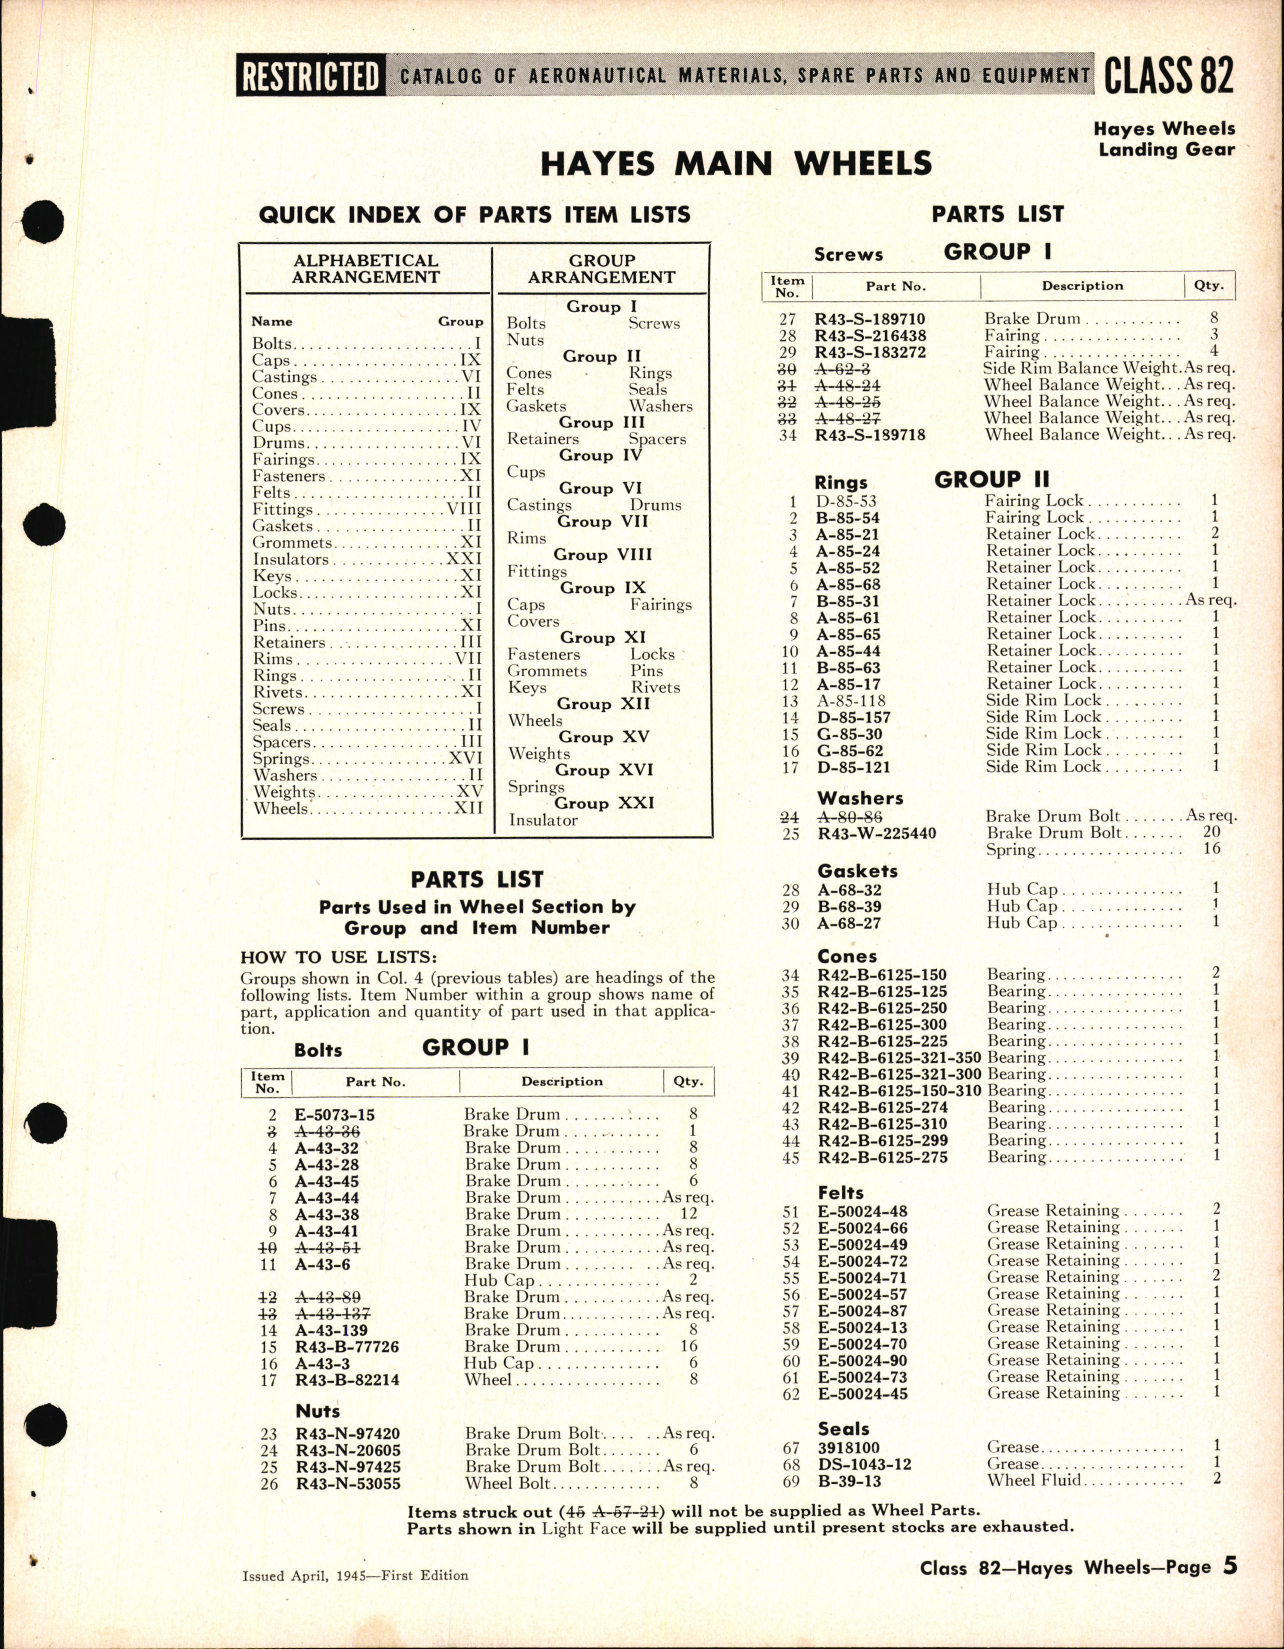 RESTRICTED CATALOG OF AERONAUTICAL MATERIALS, SPARE PARTS AND EQUIPMENT CLASS 82
Hayes Wheels
Landing Gear
HAYES MAIN WHEELS
QUICK INDEX OF PARTS ITEM LISTS
ALPHABETICAL ARRANGEMENT
Name Group
Bolts.....................I
Caps....................IX
Castings................VI
Cones....................II
Covers..................IX
Cups....................IV
Drums..................VI
Fairings.................IX
Fasteners...............XI
Felts....................II
Fittings...............VIII
Gaskets..................II
Grommets...............XI
Insulators.............XXI
Keys...................XI
Locks...................XI
Nuts......................I
Pins....................XI
Retainers...............III
Rims..................VII
Rings....................II
Rivets..................XI
Screws....................I
Seals....................II
Spacers.................III
Springs................XVI
Washers.................II
Weights................XV
Wheels.................XII
GROUP ARRANGEMENT
Group I
Bolts Screws
Nuts
Group II
Cones Rings
Felts Seals
Gaskets Washers
Group III
Retainers Spacers
Group IV
Cups
Group VI
Castings Drums
Group VII
Rims
Group VIII
Fittings
Group IX
Caps Fairings
Covers
Group XI
Fasteners Locks
Grommets Pins
Keys Rivets
Group XII
Wheels
Group XV
Weights
Group XVI
Springs
Group XXI
Insulator
PARTS LIST
Parts Used in Wheel Section by
Group and Item Number
HOW TO USE LISTS:
Groups shown in Col. 4 (previous tables) are headings of the
following lists. Item Number within a group shows name of
part, application and quantity of part used in that applica-
tion.
Bolts GROUP I
Item No. Part No. Description Qty.
2 E-5073-15 Brake Drum........... 8
3 A-43-36 Brake Drum........... 1
4 A-43-32 Brake Drum........... 8
5 A-43-28 Brake Drum........... 8
6 A-43-45 Brake Drum........... 6
7 A-43-44 Brake Drum...........As req.
8 A-43-38 Brake Drum........... 12
9 A-43-41 Brake Drum...........As req.
10 A-43-51 Brake Drum...........As req.
11 A-43-6 Brake Drum...........As req.
Hub Cap.............. 2
12 A-43-89 Brake Drum...........As req.
13 A-43-137 Brake Drum...........As req.
14 A-43-139 Brake Drum........... 8
15 R43-B-77726 Brake Drum........... 16
16 A-43-3 Hub Cap.............. 6
17 R43-B-82214 Wheel................. 8
Nuts
23 R43-N-97420 Brake Drum Bolt.......As req.
24 R43-N-20605 Brake Drum Bolt....... 6
25 R43-N-97425 Brake Drum Bolt.......As req.
26 R43-N-53055 Wheel Bolt............. 8
PARTS LIST
Screws GROUP I
Item No. Part No. Description Qty.
27 R43-S-189710 Brake Drum........... 8
28 R43-S-216438 Fairing................ 3
29 R43-S-183272 Fairing................ 4
30 A-62-3 Side Rim Balance Weight.As req.
31 A-48-24 Wheel Balance Weight...As req.
32 A-48-25 Wheel Balance Weight...As req.
33 A-48-27 Wheel Balance Weight...As req.
34 R43-S-189718 Wheel Balance Weight...As req.
Rings GROUP II
1 D-85-53 Fairing Lock........... 1
2 B-85-54 Fairing Lock........... 1
3 A-85-21 Retainer Lock.......... 2
4 A-85-24 Retainer Lock.......... 1
5 A-85-52 Retainer Lock.......... 1
6 A-85-68 Retainer Lock.......... 1
7 B-85-31 Retainer Lock..........As req.
8 A-85-61 Retainer Lock.......... 1
9 A-85-65 Retainer Lock.......... 1
10 A-85-44 Retainer Lock.......... 1
11 B-85-63 Retainer Lock.......... 1
12 A-85-17 Retainer Lock.......... 1
13 A-85-118 Side Rim Lock......... 1
14 D-85-157 Side Rim Lock......... 1
15 G-85-30 Side Rim Lock......... 1
16 G-85-62 Side Rim Lock......... 1
17 D-85-121 Side Rim Lock......... 1
Washers
24 A-80-86 Brake Drum Bolt.......As req.
25 R43-W-225440 Brake Drum Bolt....... 20
Spring................. 16
Gaskets
28 A-68-32 Hub Cap.............. 1
29 B-68-39 Hub Cap.............. 1
30 A-68-27 Hub Cap.............. 1
Cones
34 R42-B-6125-150 Bearing................ 2
35 R42-B-6125-125 Bearing................ 1
36 R42-B-6125-250 Bearing................ 1
37 R42-B-6125-300 Bearing................ 1
38 R42-B-6125-225 Bearing................ 1
39 R42-B-6125-321-350 Bearing................ 1
40 R42-B-6125-321-300 Bearing................ 1
41 R42-B-6125-150-310 Bearing................ 1
42 R42-B-6125-274 Bearing................ 1
43 R42-B-6125-310 Bearing................ 1
44 R42-B-6125-299 Bearing................ 1
45 R42-B-6125-275 Bearing................ 1
Felts
51 E-50024-48 Grease Retaining....... 2
52 E-50024-66 Grease Retaining....... 1
53 E-50024-49 Grease Retaining....... 1
54 E-50024-72 Grease Retaining....... 1
55 E-50024-71 Grease Retaining....... 2
56 E-50024-57 Grease Retaining....... 1
57 E-50024-87 Grease Retaining....... 1
58 E-50024-13 Grease Retaining....... 1
59 E-50024-70 Grease Retaining....... 1
60 E-50024-90 Grease Retaining....... 1
61 E-50024-73 Grease Retaining....... 1
62 E-50024-45 Grease Retaining....... 1
Seals
67 3918100 Grease................. 1
68 DS-1043-12 Grease................. 1
69 B-39-13 Wheel Fluid............ 2
Items struck out (45 A-57-21) will not be supplied as Wheel Parts.
Parts shown in Light Face will be supplied until present stocks are exhausted.
Issued April, 1945—First Edition
Class 82—Hayes Wheels—Page 5